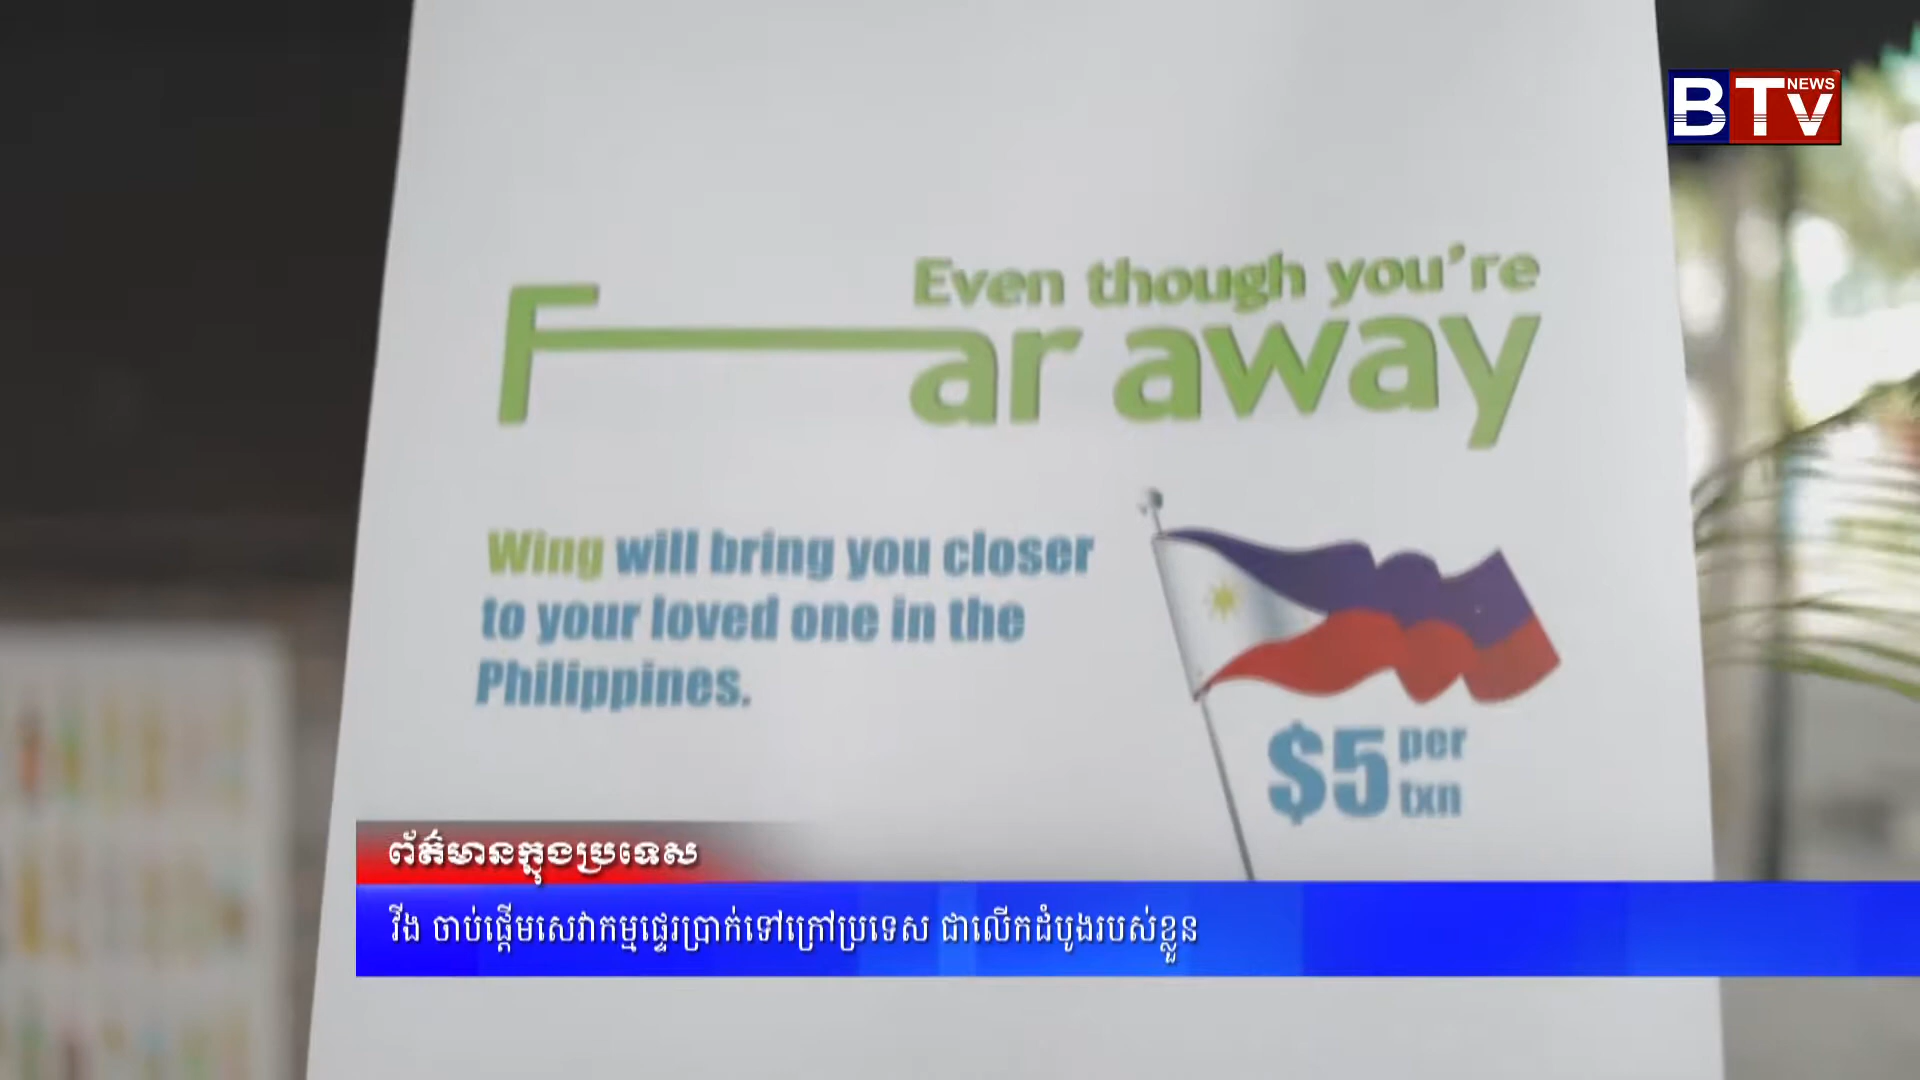 BTV NEWS
Even though you're
Far away
Wing will bring you closer
to your loved one in the
Philippines.
$5 per
txn
ព័ត៌មានក្នុងប្រទេស
វីង ចាប់ផ្តើមសេវាកម្មផ្ទេរប្រាក់ទៅក្រៅប្រទេស ជាលើកដំបូងរបស់ខ្លួន